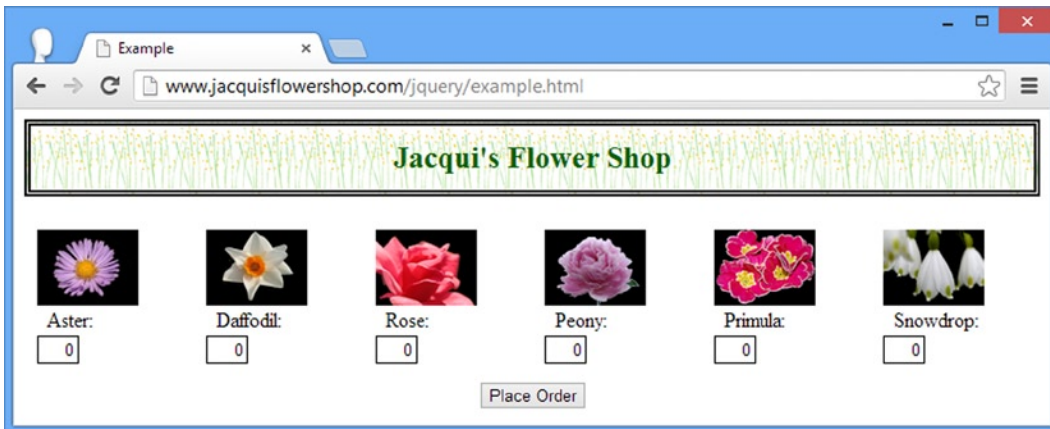 Example
www.jacquisflowershop.com/jquery/example.html
Jacqui's Flower Shop
Aster: Daffodil: Rose: Peony: Primula: Snowdrop:
0 0 0 0 0 0
Place Order